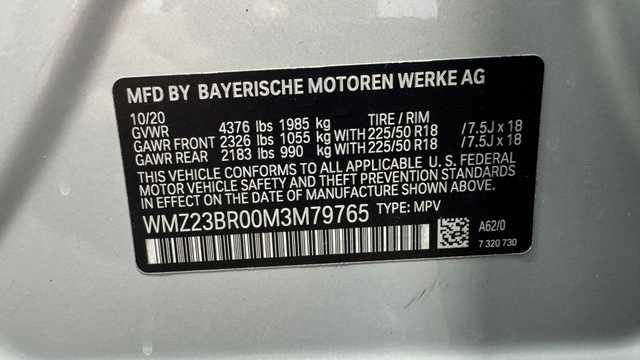 MFD BY BAYERISCHE MOTOREN WERKE AG
10/20
GVWR 4376 lbs 1985 kg TIRE / RIM
GAWR FRONT 2326 lbs 1055 kg WITH 225/50 R18 /7.5J x 18
GAWR REAR 2183 lbs 990 kg WITH 225/50 R18 /7.5J x 18
THIS VEHICLE CONFORMS TO ALL APPLICABLE U. S. FEDERAL
MOTOR VEHICLE SAFETY AND THEFT PREVENTION STANDARDS
IN EFFECT ON THE DATE OF MANUFACTURE SHOWN ABOVE.
WMZ23BR00M3M79765 TYPE: MPV
A62/0
7 320 730